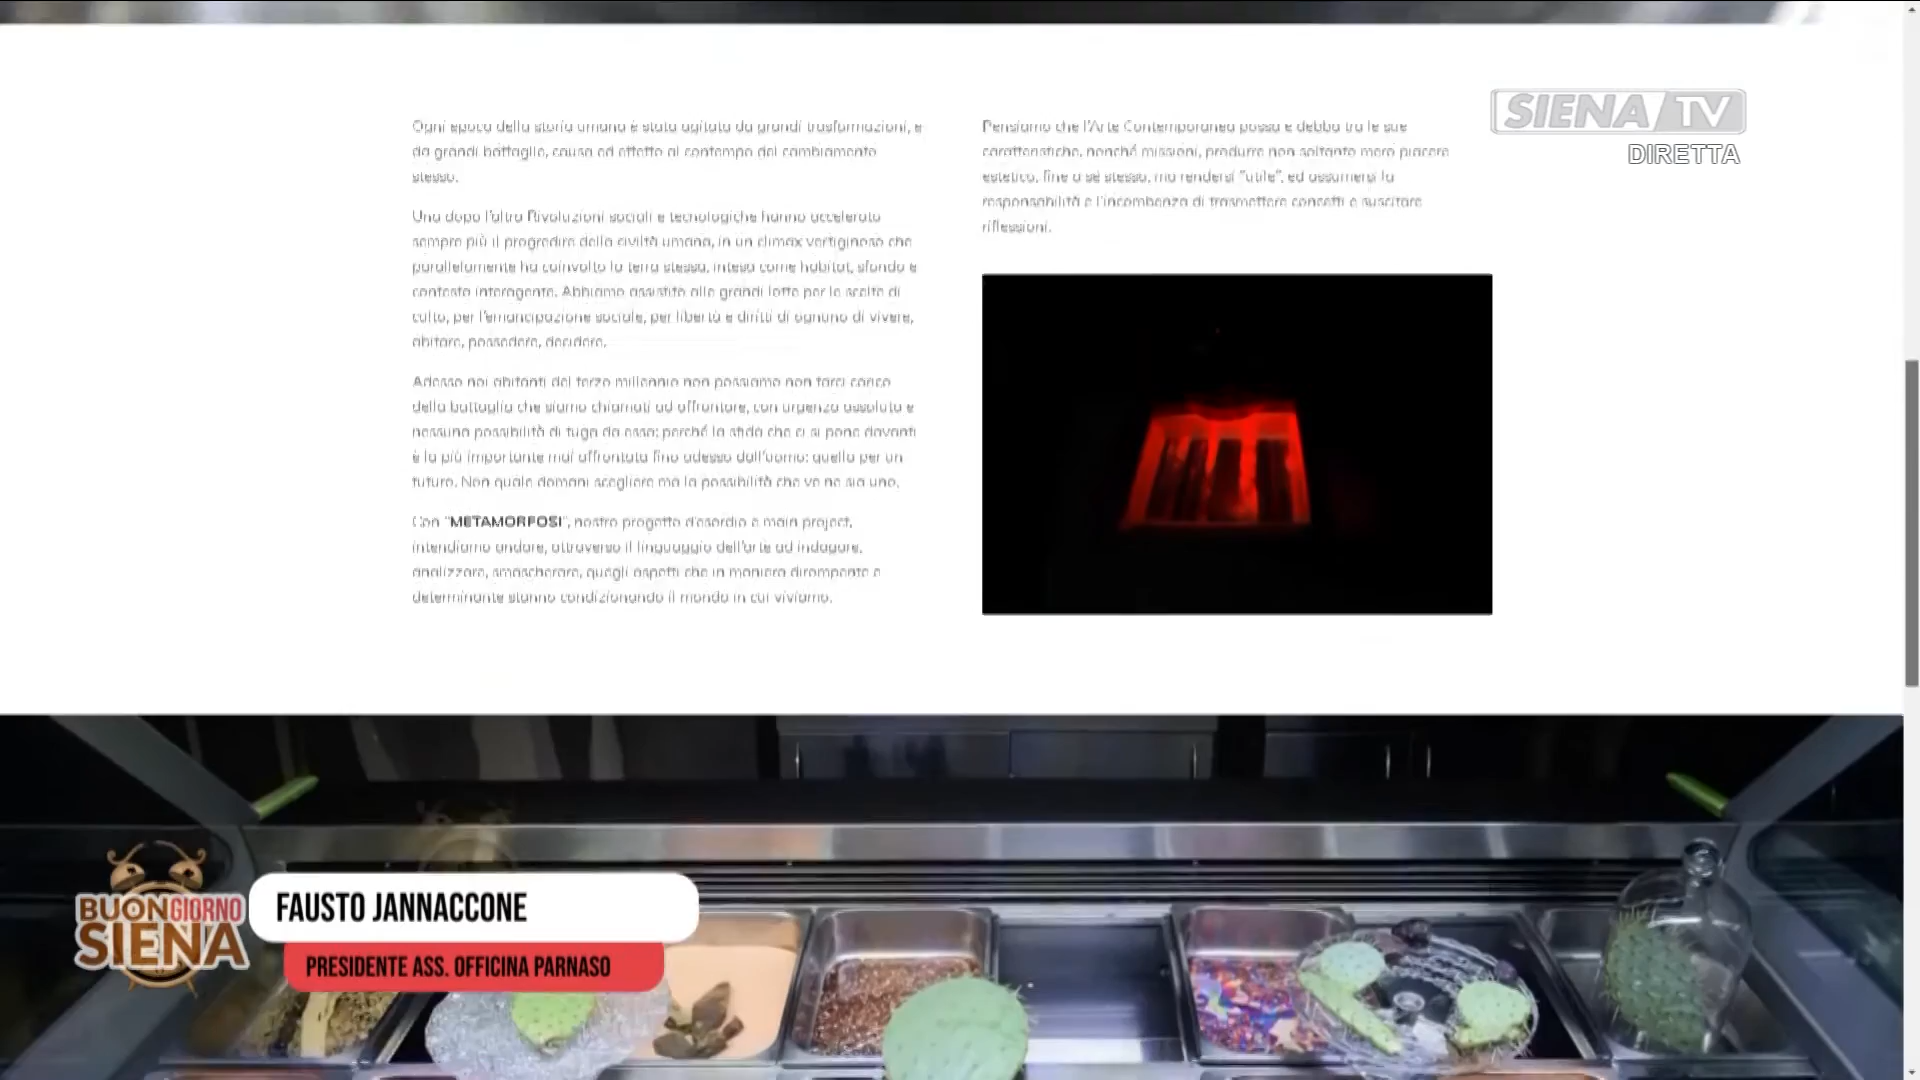 SIENA TV
DIRETTA
Ogni epoca della storia umana è stata agitata da grandi trasformazioni, e
da grandi battaglie, causa ed effetto al contempo del cambiamento
stesso.
Una dopo l'altra Rivoluzioni sociali e tecnologiche hanno accelerato
sempre più il progredire della civiltà umana, in un climax vertiginoso che
parallelamente ha coinvolto la terra stessa, intesa come habitat, sfondo e
contesto interagente. Abbiamo assistito alle grandi lotte per le scelte di
culto, per l'emancipazione sociale, per libertà e diritti di ognuno di vivere,
abitare, possedere, decidere.
Adesso noi abitanti del terzo millennio non possiamo non farci carico
della battaglia che siamo chiamati ad affrontare, con urgenza assoluta e
nessuna possibilità di fuga da essa; perché la sfida che ci si pone davanti
è la più importante mai affrontata fino adesso dall'uomo: quella per un
futuro. Non quale domani scegliere ma la possibilità che ve ne sia uno.
Con "METAMORFOSI", nostro progetto d'esordio e main project,
intendiamo andare, attraverso il linguaggio dell'arte ad indagare,
analizzare, smascherare, quegli aspetti che in maniera dirompente e
determinante stanno condizionando il mondo in cui viviamo.
Pensiamo che l'Arte Contemporanea possa e debba tra le sue
caratteristiche, nonché missioni, produrre non soltanto mero piacere
estetico, fine a sé stesso, ma rendersi "utile", ed assumersi la
responsabilità e l'incombenza di trasmettere concetti e suscitare
riflessioni.
BUONGIORNO
SIENA
FAUSTO JANNACCONE
PRESIDENTE ASS. OFFICINA PARNASO